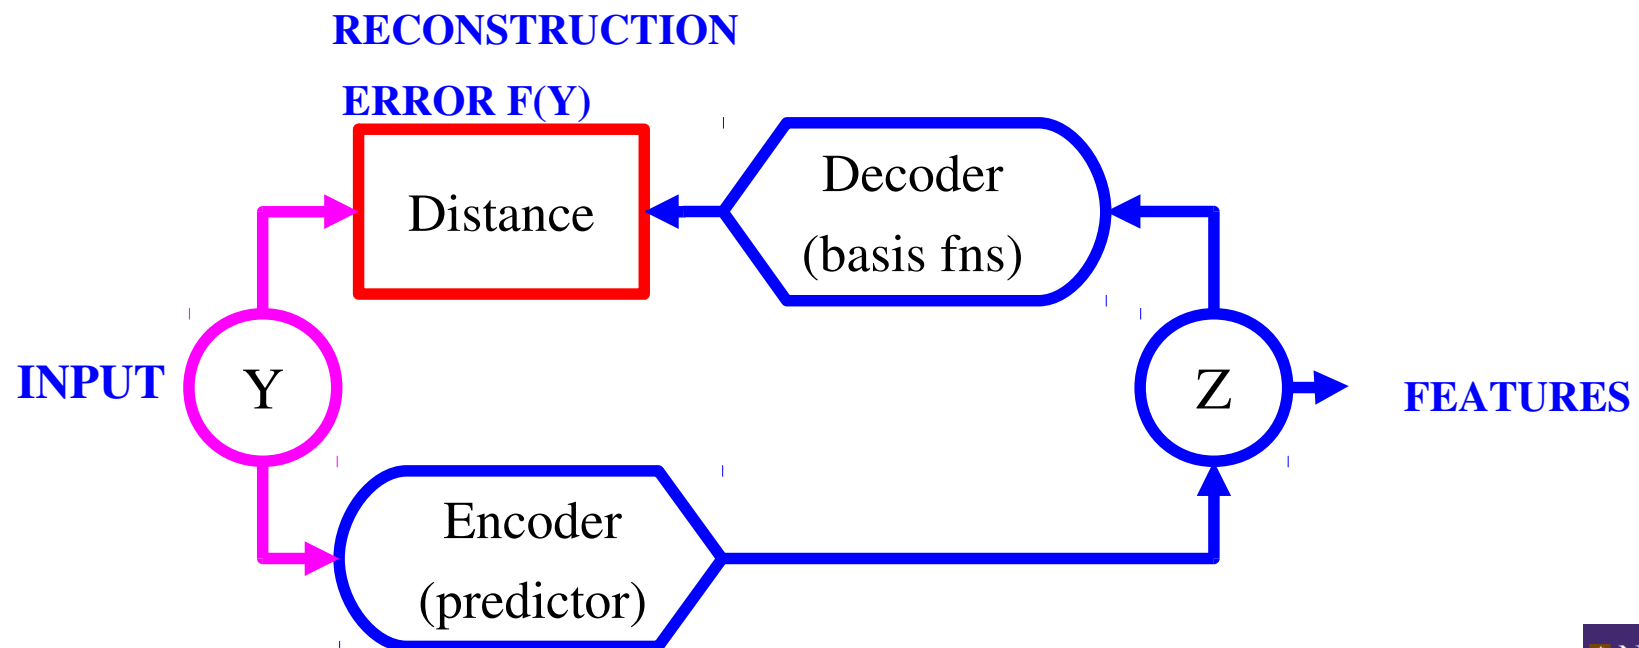 RECONSTRUCTION
ERROR F(Y)
Distance
Decoder
(basis fns)
INPUT
Y
Z
FEATURES
Encoder
(predictor)